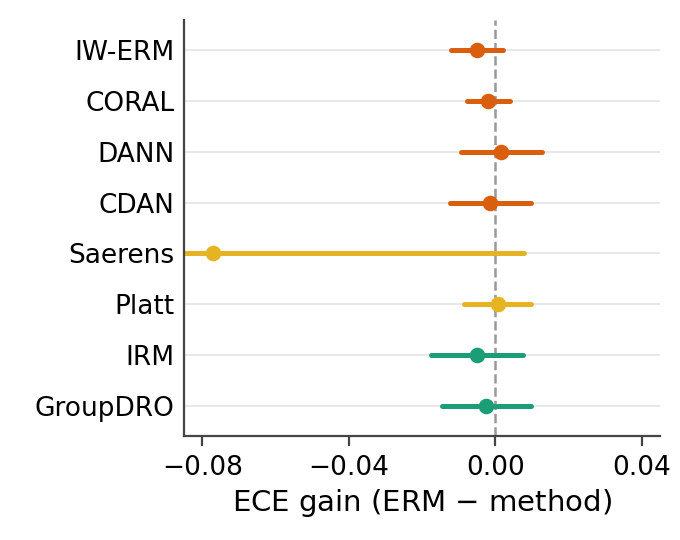 IW-ERM
CORAL
DANN
CDAN
Saerens
Platt
IRM
GroupDRO
−0.08 −0.04 0.00 0.04
ECE gain (ERM − method)